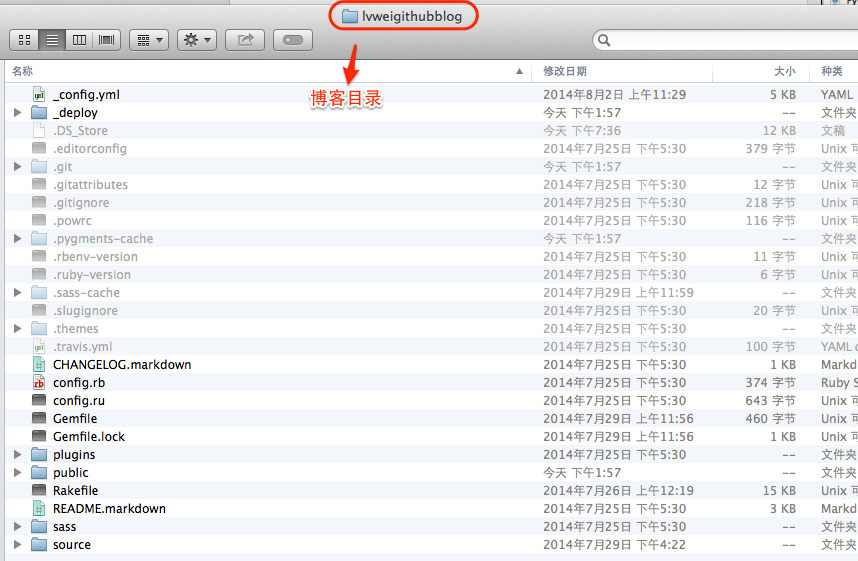 lvweigithubblog
博客目录
名称 修改日期 大小 种类
_config.yml 2014年8月2日 上午11:29 5 KB YAML
_deploy 今天 下午1:57 -- 文件夹
.DS_Store 今天 下午7:36 12 KB 文稿
.editorconfig 2014年7月25日 下午5:30 379 字节 Unix 可
.git 今天 下午1:57 -- 文件夹
.gitattributes 2014年7月25日 下午5:30 12 字节 Unix 可
.gitignore 2014年7月25日 下午5:30 218 字节 Unix 可
.powrc 2014年7月25日 下午5:30 116 字节 Unix 可
.pygments-cache 今天 下午1:57 -- 文件夹
.rbenv-version 2014年7月25日 下午5:30 11 字节 Unix 可
.ruby-version 2014年7月25日 下午5:30 6 字节 Unix 可
.sass-cache 2014年7月29日 上午11:59 -- 文件夹
.slugignore 2014年7月25日 下午5:30 20 字节 Unix 可
.themes 2014年7月25日 下午5:30 -- 文件夹
.travis.yml 2014年7月25日 下午5:30 100 字节 YAML d
CHANGELOG.markdown 2014年7月25日 下午5:30 1 KB Markd
config.rb 2014年7月25日 下午5:30 374 字节 Ruby S
config.ru 2014年7月25日 下午5:30 643 字节 Unix 可
Gemfile 2014年7月29日 上午11:56 460 字节 Unix 可
Gemfile.lock 2014年7月29日 上午11:56 1 KB Unix 可
plugins 2014年7月25日 下午5:30 -- 文件夹
public 今天 下午1:57 -- 文件夹
Rakefile 2014年7月26日 上午12:19 15 KB Unix 可
README.markdown 2014年7月25日 下午5:30 3 KB Markd
sass 2014年7月25日 下午5:30 -- 文件夹
source 2014年7月29日 下午4:22 -- 文件夹